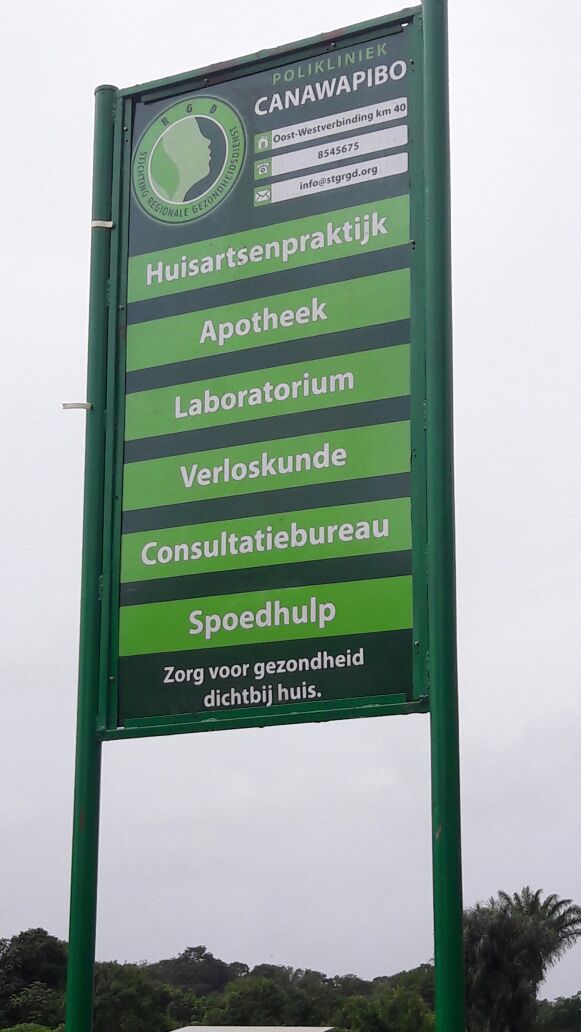 POLIKLINIEK
CANAWAPIBO
RGD
STICHTING REGIONALE GEZONDHEIDSDIENST
Oost-Westverbinding km 40
8545675
info@stgrgd.org
Huisartsenpraktijk
Apotheek
Laboratorium
Verloskunde
Consultatiebureau
Spoedhulp
Zorg voor gezondheid
dichtbij huis.